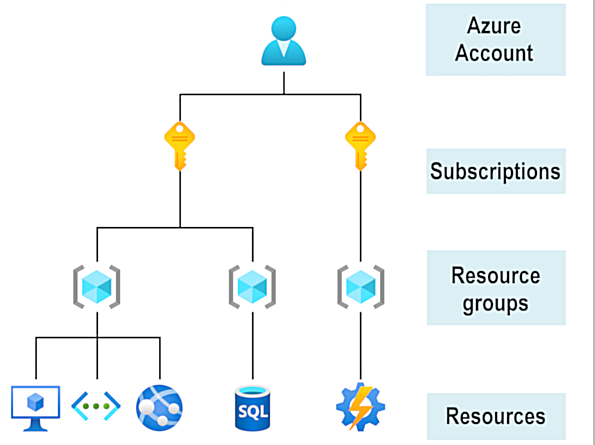 Azure
Account
Subscriptions
Resource
groups
SQL
Resources